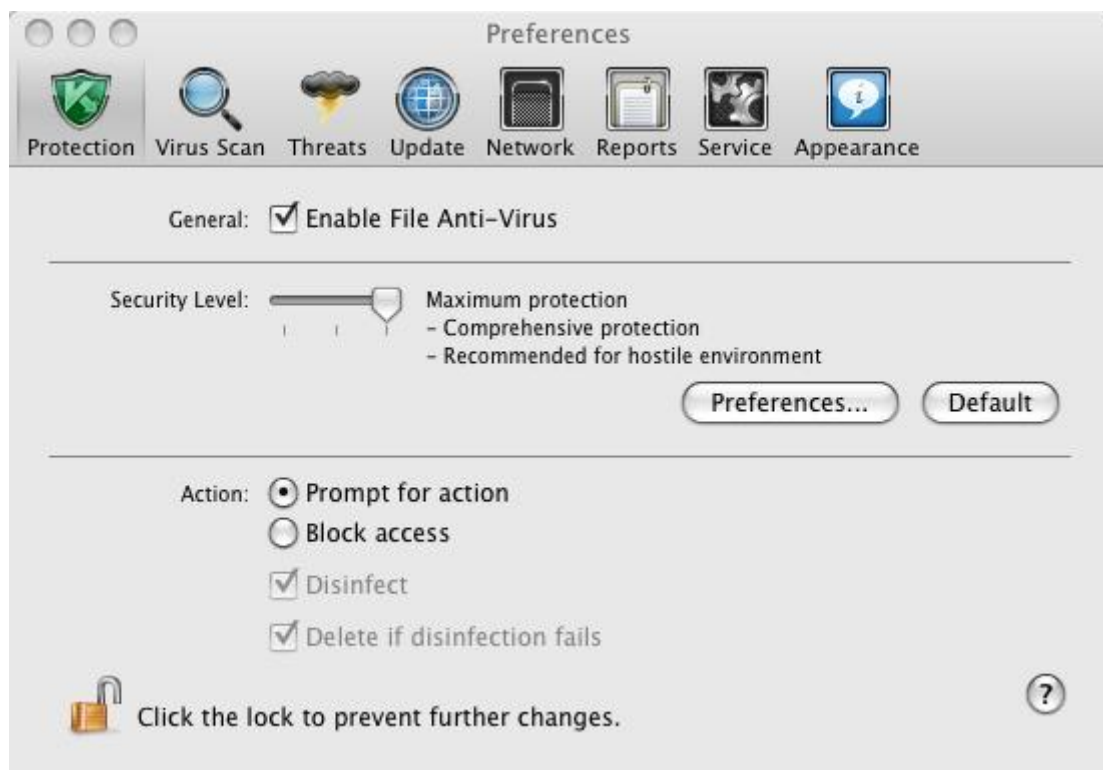 Preferences
Protection Virus Scan Threats Update Network Reports Service Appearance
General: Enable File Anti-Virus
Security Level: Maximum protection
- Comprehensive protection
- Recommended for hostile environment
Preferences... Default
Action: Prompt for action
Block access
Disinfect
Delete if disinfection fails
Click the lock to prevent further changes.
?